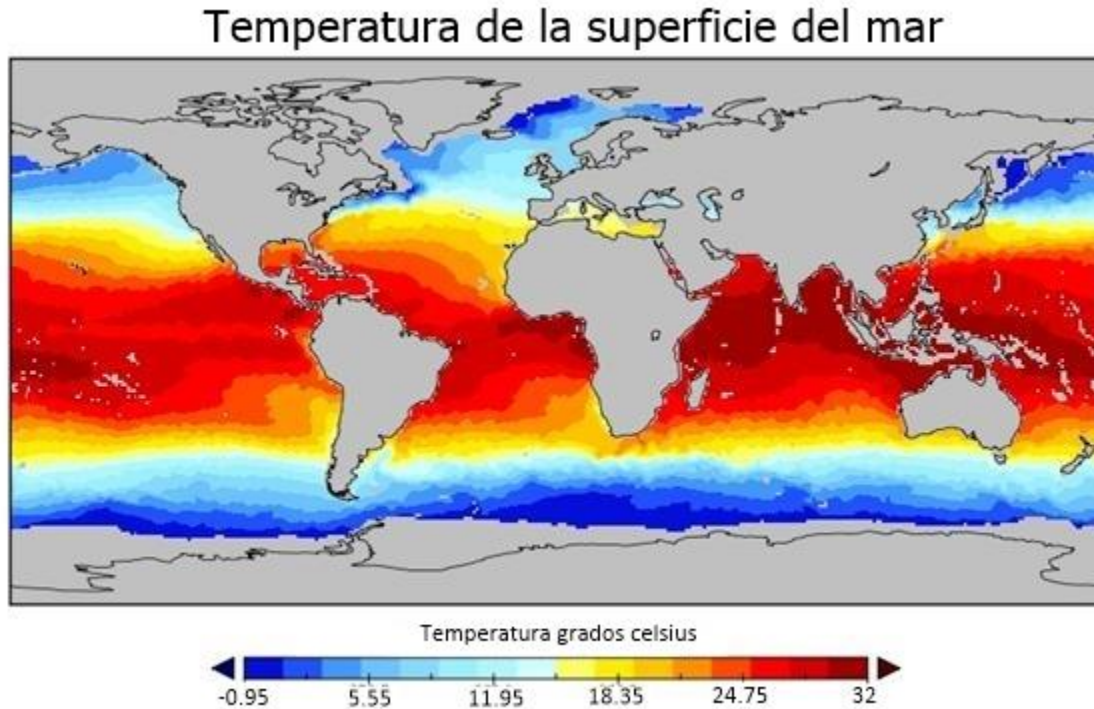 Temperatura de la superficie del mar
Temperatura grados celsius
-0.95 5.55 11.95 18.35 24.75 32